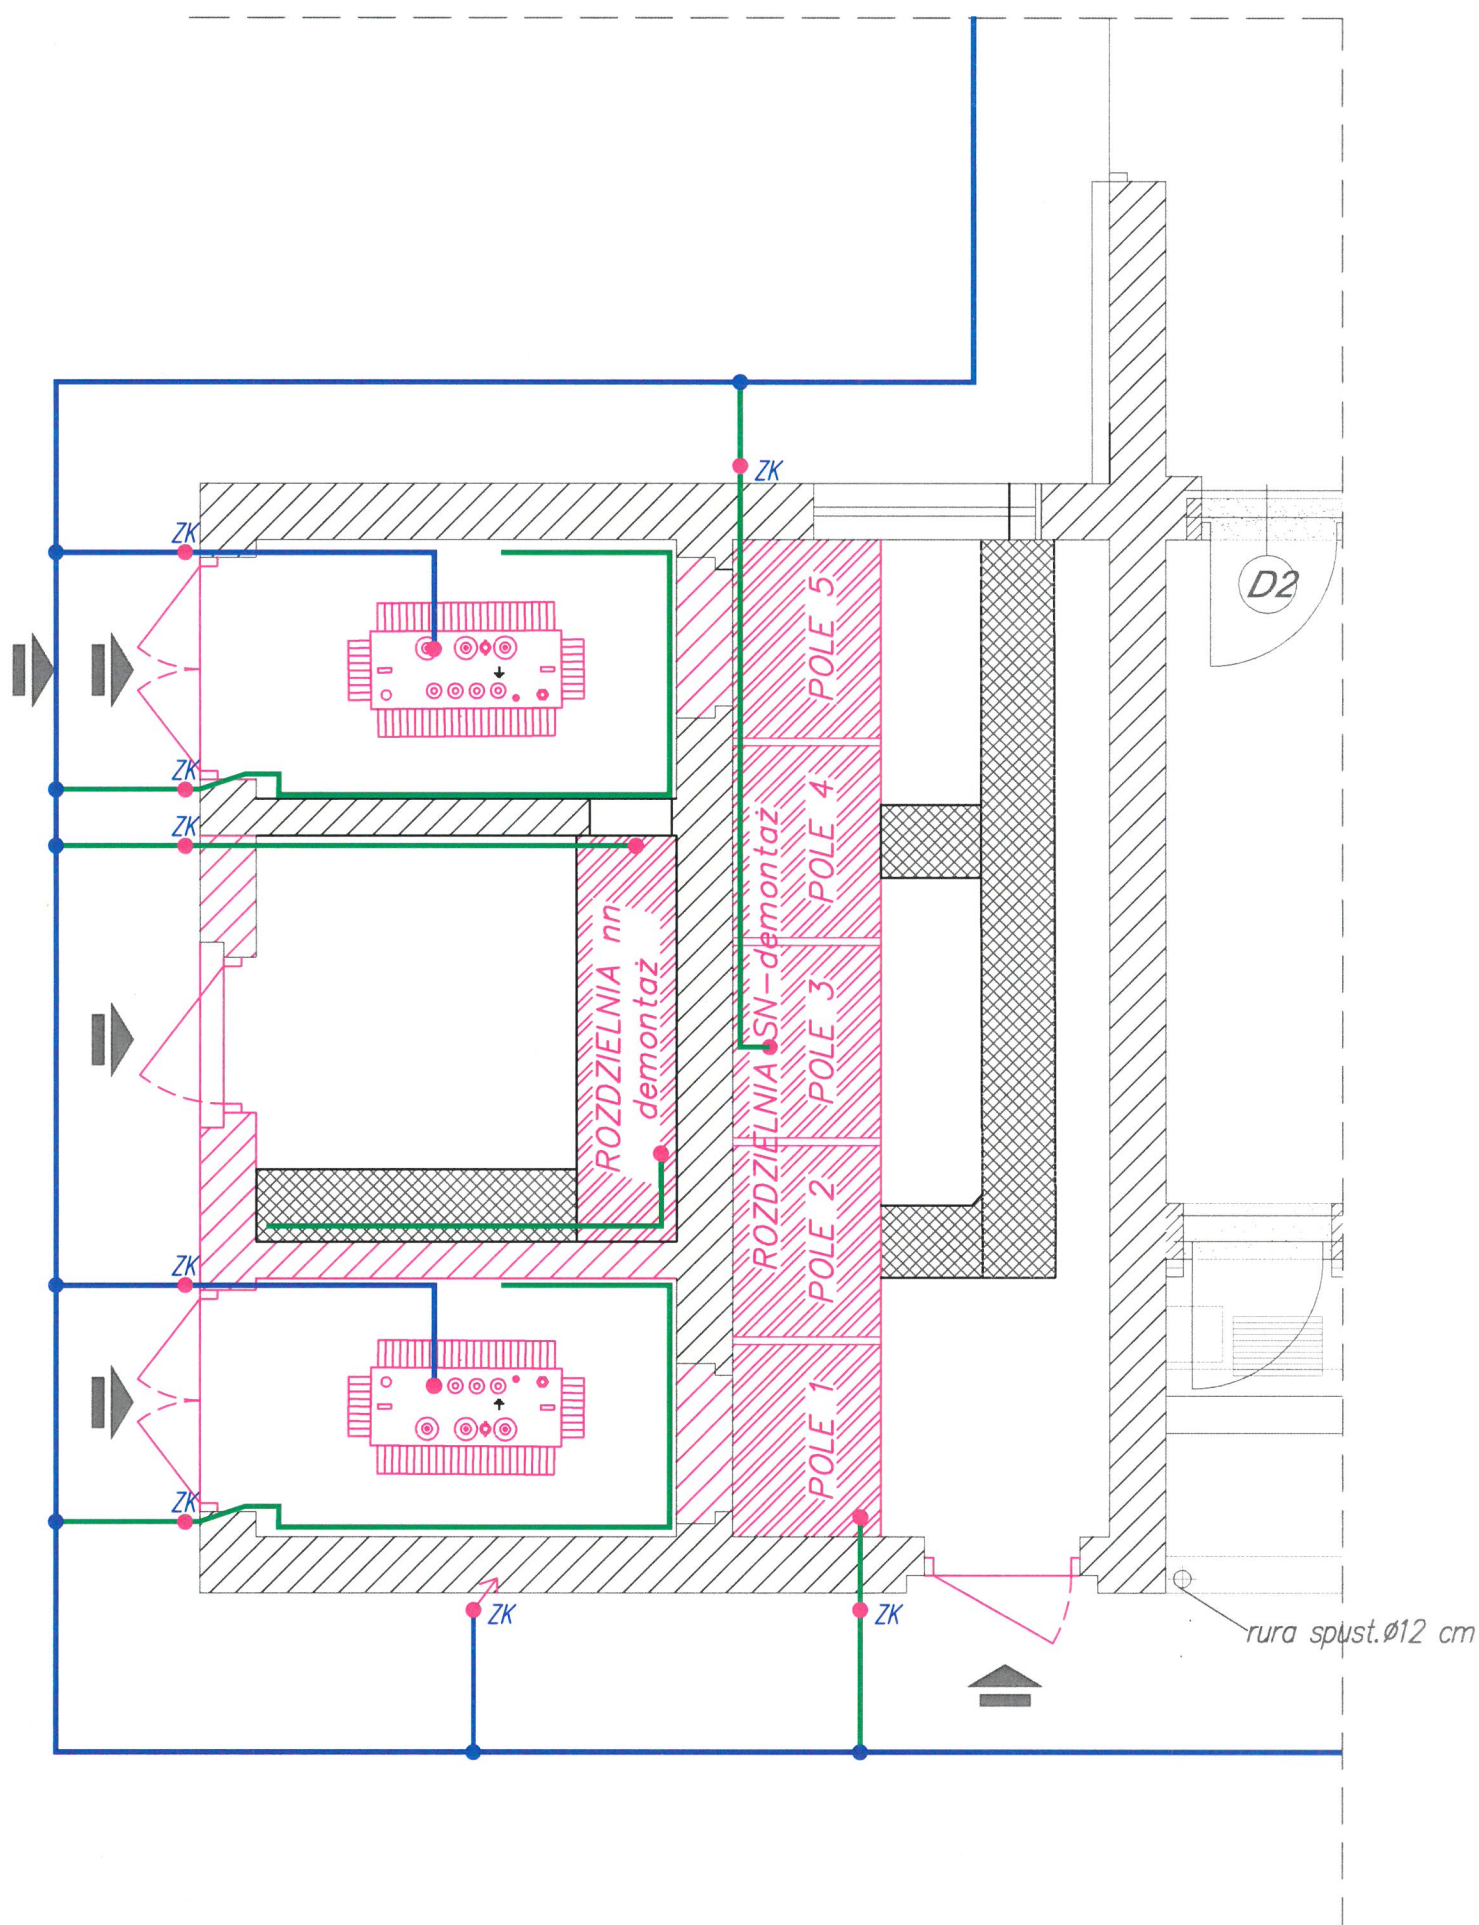 ZK
ZK
D2
POLE 5
ZK
ZK
POLE 4
ROZDZIELNIA nn
demontaż
ROZDZIELNIA SN-demontaż
POLE 3
POLE 2
ZK
POLE 1
ZK
ZK
ZK
rura spust.ø12 cm